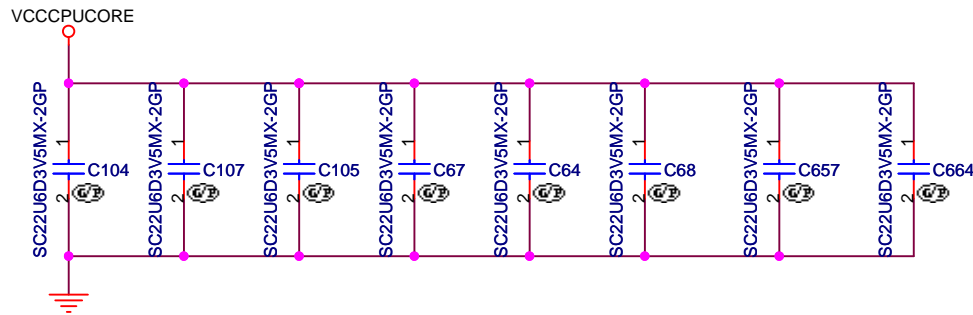 VCCCPUCORE
SC22U6D3V5MX-2GP
1
C104
G/P
2
SC22U6D3V5MX-2GP
1
C107
G/P
2
SC22U6D3V5MX-2GP
1
C105
G/P
2
SC22U6D3V5MX-2GP
1
C67
G/P
2
SC22U6D3V5MX-2GP
1
C64
G/P
2
SC22U6D3V5MX-2GP
1
C68
G/P
2
SC22U6D3V5MX-2GP
1
C657
G/P
2
SC22U6D3V5MX-2GP
1
C664
G/P
2